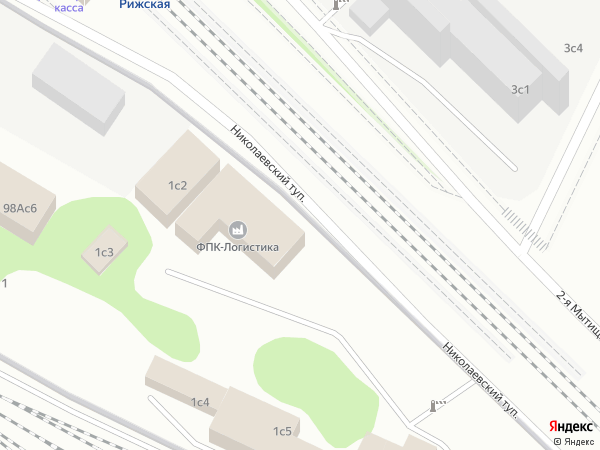 касса
Рижская
3с4
3с1
Николаевский туп.
1с2
98Ас6
ФПК-Логистика
1с3
1
2-я Мытищ
Николаевский туп.
1с4
1с5
Яндекс
© Яндекс